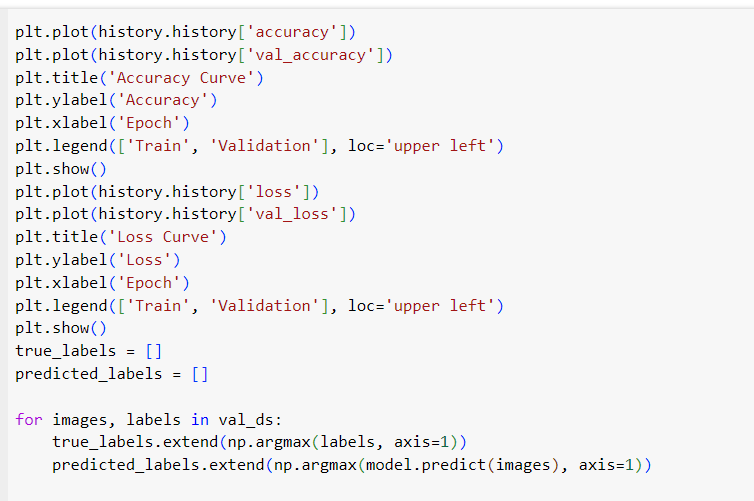 plt.plot(history.history['accuracy'])
plt.plot(history.history['val_accuracy'])
plt.title('Accuracy Curve')
plt.ylabel('Accuracy')
plt.xlabel('Epoch')
plt.legend(['Train', 'Validation'], loc='upper left')
plt.show()
plt.plot(history.history['loss'])
plt.plot(history.history['val_loss'])
plt.title('Loss Curve')
plt.ylabel('Loss')
plt.xlabel('Epoch')
plt.legend(['Train', 'Validation'], loc='upper left')
plt.show()
true_labels = []
predicted_labels = []

for images, labels in val_ds:
    true_labels.extend(np.argmax(labels, axis=1))
    predicted_labels.extend(np.argmax(model.predict(images), axis=1))